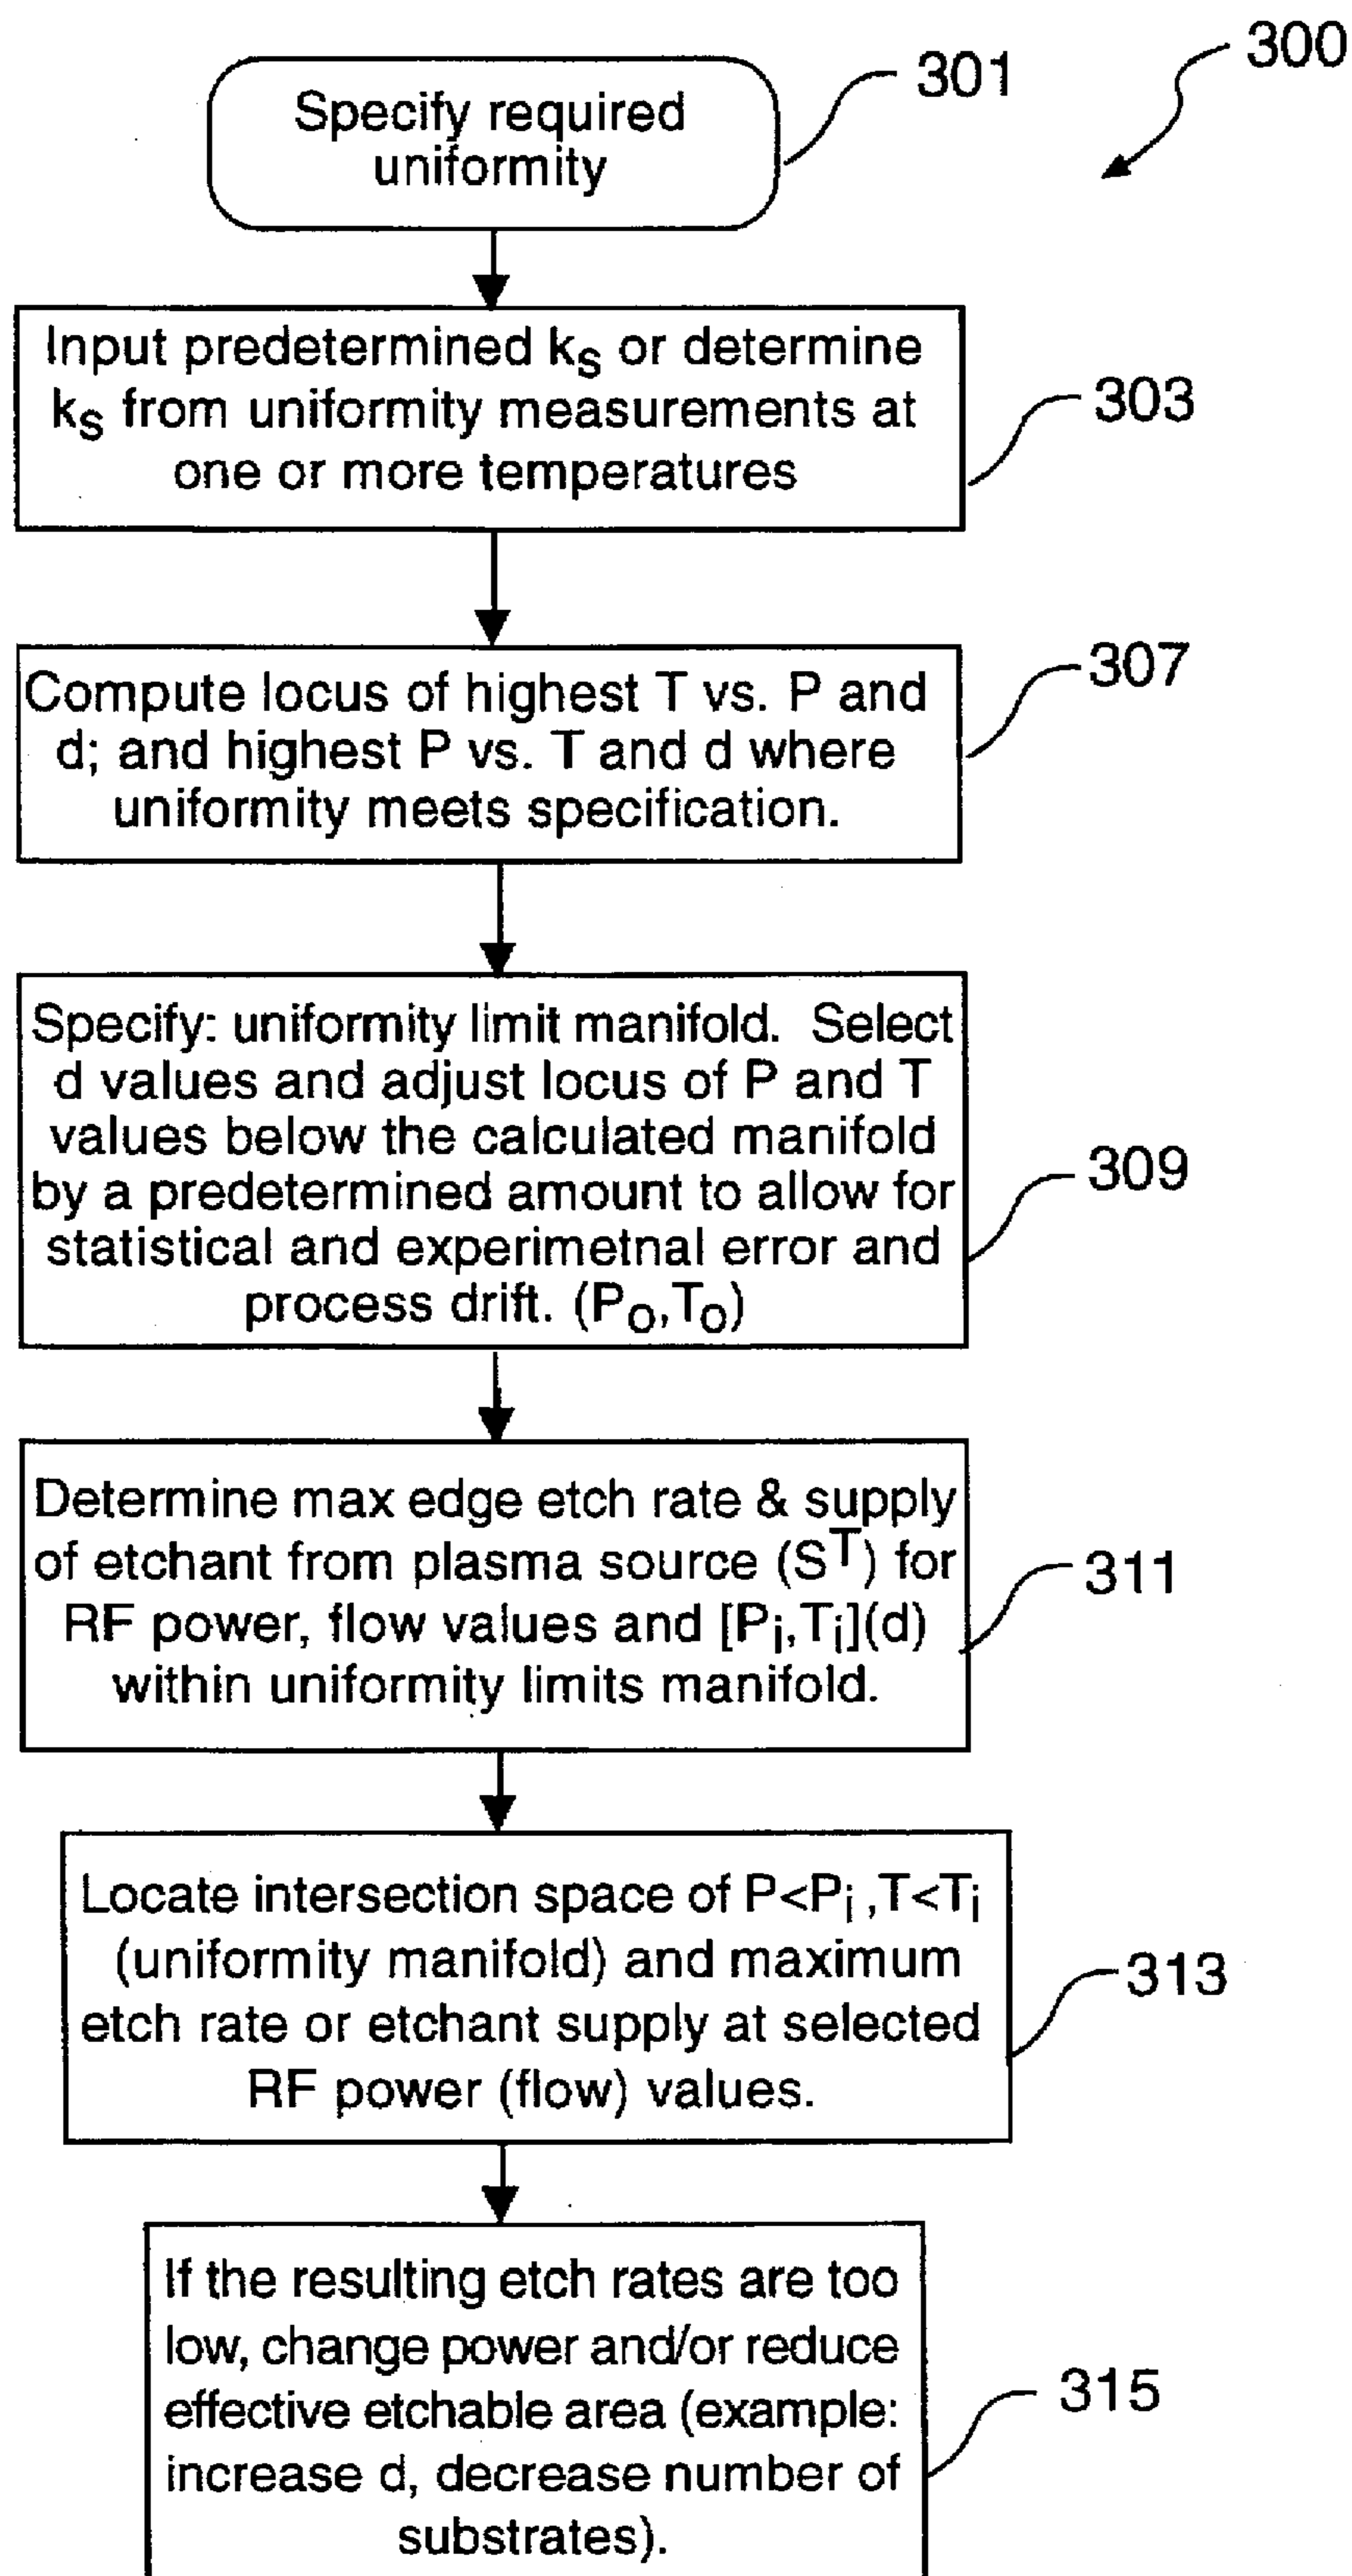 300
301
Specify required
uniformity
Input predetermined kS or determine
kS from uniformity measurements at
one or more temperatures
303
Compute locus of highest T vs. P and
d; and highest P vs. T and d where
uniformity meets specification.
307
Specify: uniformity limit manifold. Select
d values and adjust locus of P and T
values below the calculated manifold
by a predetermined amount to allow for
statistical and experimetnal error and
process drift. (PO,TO)
309
Determine max edge etch rate & supply
of etchant from plasma source (S^T) for
RF power, flow values and [Pi,Ti](d)
within uniformity limits manifold.
311
Locate intersection space of P<Pi ,T<Ti
(uniformity manifold) and maximum
etch rate or etchant supply at selected
RF power (flow) values.
313
If the resulting etch rates are too
low, change power and/or reduce
effective etchable area (example:
increase d, decrease number of
substrates).
315